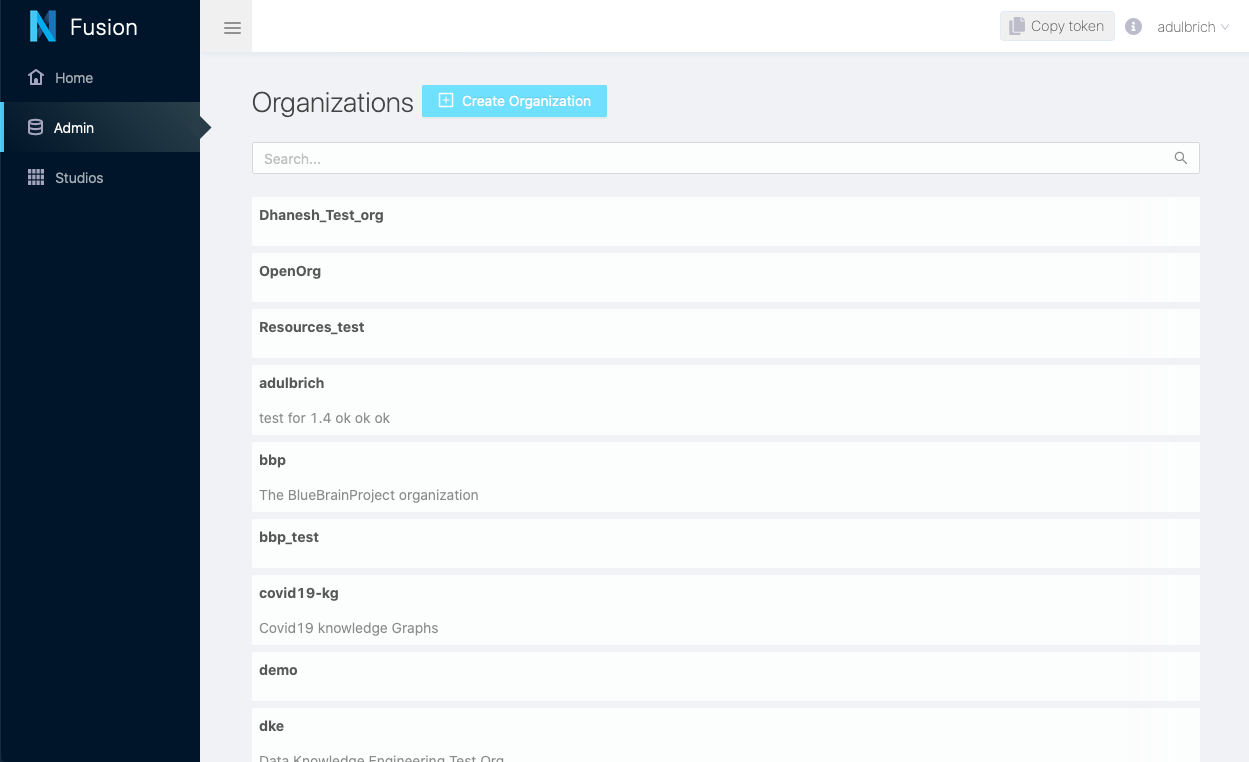 Fusion
Copy token
adulbrich
Home
Admin
Studios
Organizations
Create Organization
Search...
Dhanesh_Test_org
OpenOrg
Resources_test
adulbrich
test for 1.4 ok ok ok
bbp
The BlueBrainProject organization
bbp_test
covid19-kg
Covid19 knowledge Graphs
demo
dke
Data Knowledge Engineering Test Org